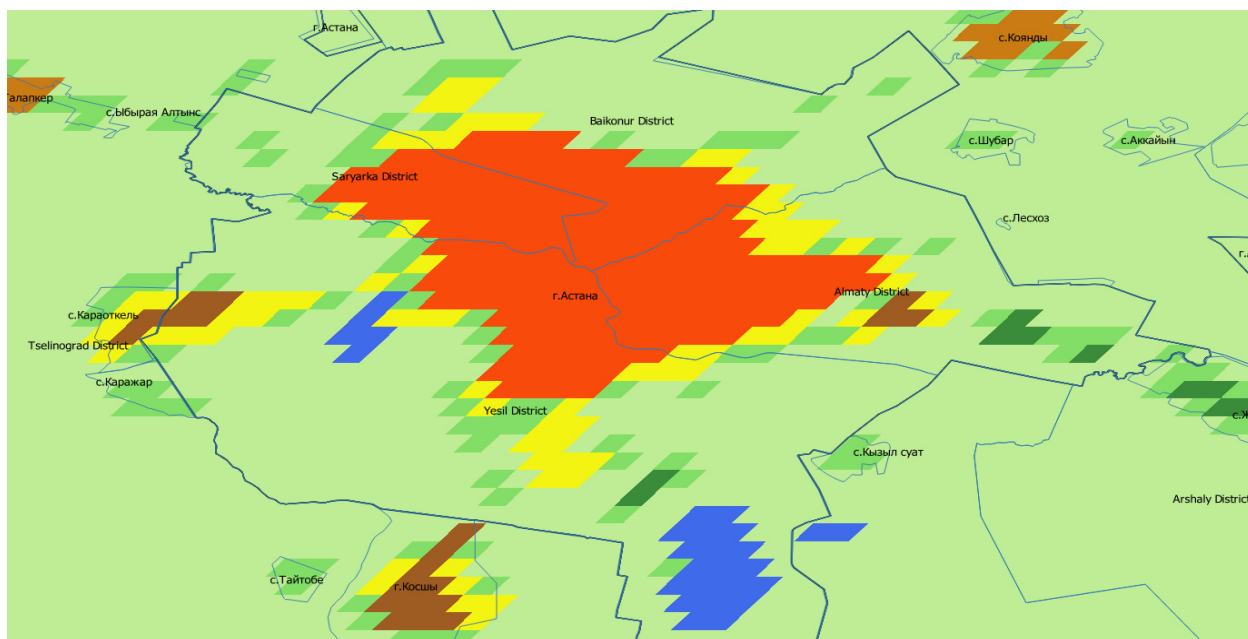 г.Астана
с.Коянды
Талапкер
с.Ыбырая Алтынс
Baikonur District
с.Шубар
с.Аккайын
Saryarka District
с.Лесхоз
г.
Almaty District
г.Астана
с.Караоткель
Tselinograd District
с.Каражар
Yesil District
с.Ж
с.Кызыл суат
Arshaly District
с.Тайтобе
г.Косшы